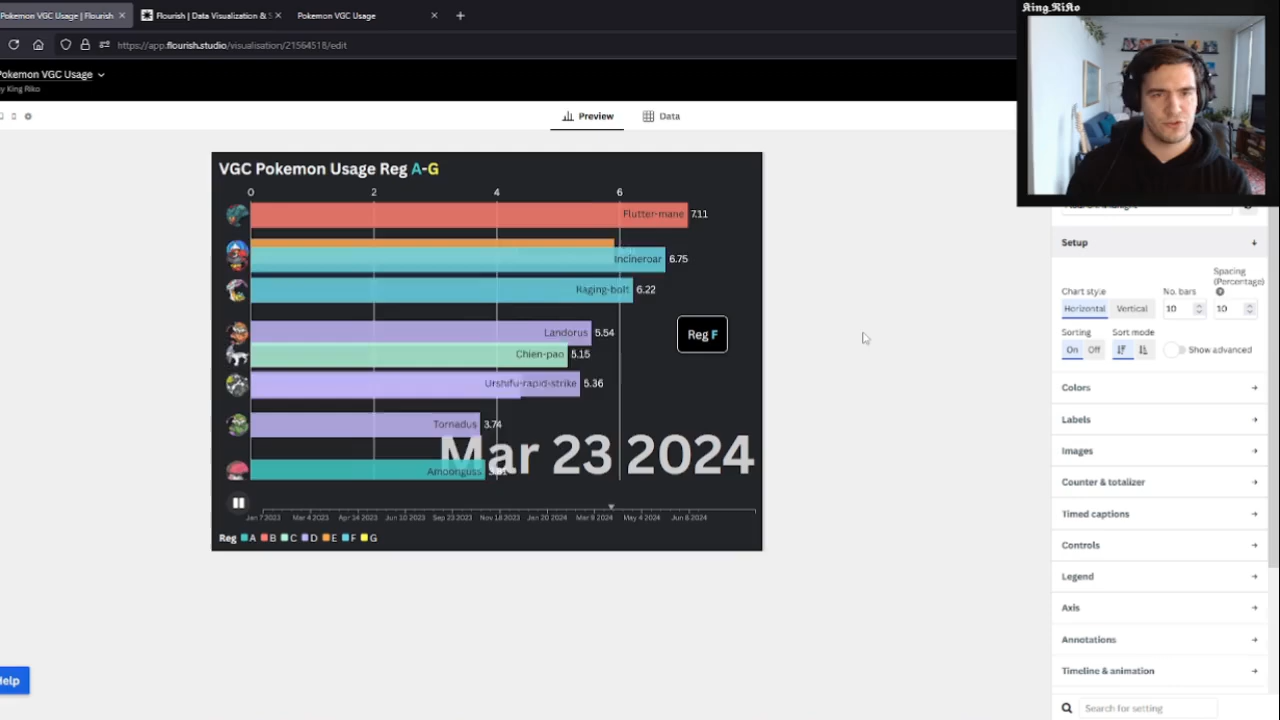 Pokemon VGC Usage | Flourish
Flourish | Data Visualization & S
Pokemon VGC Usage
King_RiKo
https://app.flourish.studio/visualisation/21564518/edit
Pokemon VGC Usage
by King Riko
Preview
Data
VGC Pokemon Usage Reg A-G
0 2 4 6
Flutter-mane 7.11
Incineroar 6.75
Raging-bolt 6.22
Landorus 5.54
Reg F
Chien-pao 5.15
Urshifu-rapid-strike 5.36
Tornadus 3.74
Mar 23 2024
Amoonguss
Jan 7 2023 Mar 4 2023 Apr 14 2023 Jun 10 2023 Sep 23 2023 Nov 18 2023 Jan 20 2024 Mar 9 2024 May 4 2024 Jun 8 2024
Reg A B C D E F G
Help
Setup
Chart style
No. bars
Spacing
(Percentage)
Horizontal Vertical
10
10
Sorting
Sort mode
On Off
Show advanced
Colors
Labels
Images
Counter & totalizer
Timed captions
Controls
Legend
Axis
Annotations
Timeline & animation
Search for setting